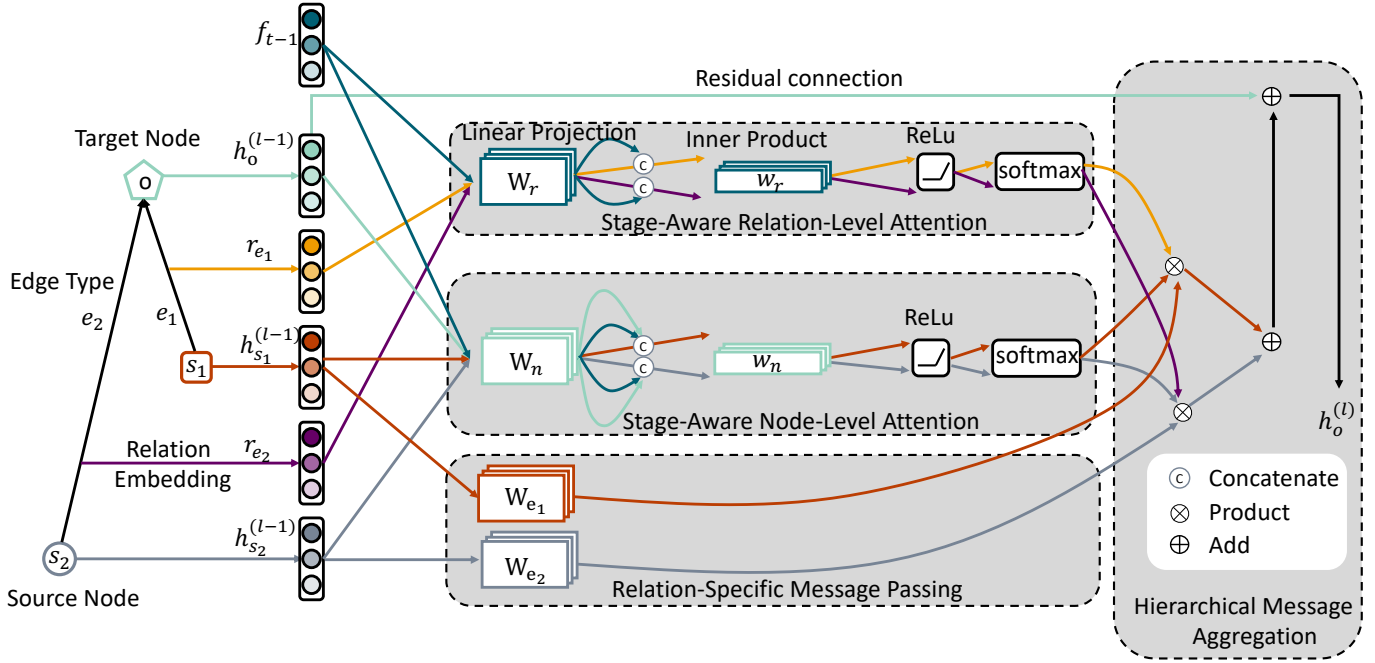 f_{t-1}
Residual connection
Target Node
h_o^{(l-1)}
o
Linear Projection
Inner Product
ReLu
W_r
c
c
w_r
softmax
Stage-Aware Relation-Level Attention
r_{e_1}
Edge Type
e_2
e_1
h_{s_1}^{(l-1)}
s_1
ReLu
W_n
c
c
w_n
softmax
Stage-Aware Node-Level Attention
h_o^{(l)}
Relation
Embedding
r_{e_2}
W_{e_1}
h_{s_2}^{(l-1)}
s_2
W_{e_2}
Source Node
Relation-Specific Message Passing
c Concatenate
Product
Add
Hierarchical Message
Aggregation